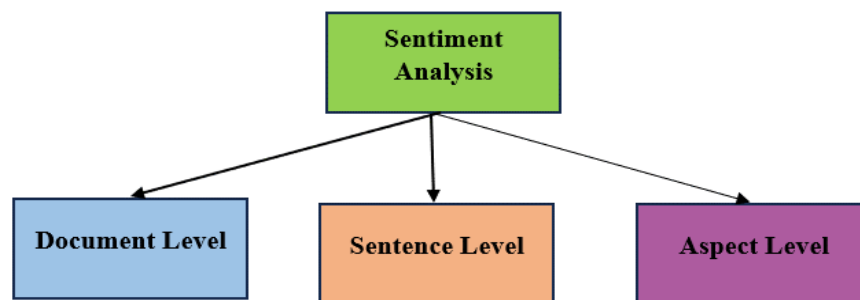 Sentiment
Analysis
Document Level
Sentence Level
Aspect Level